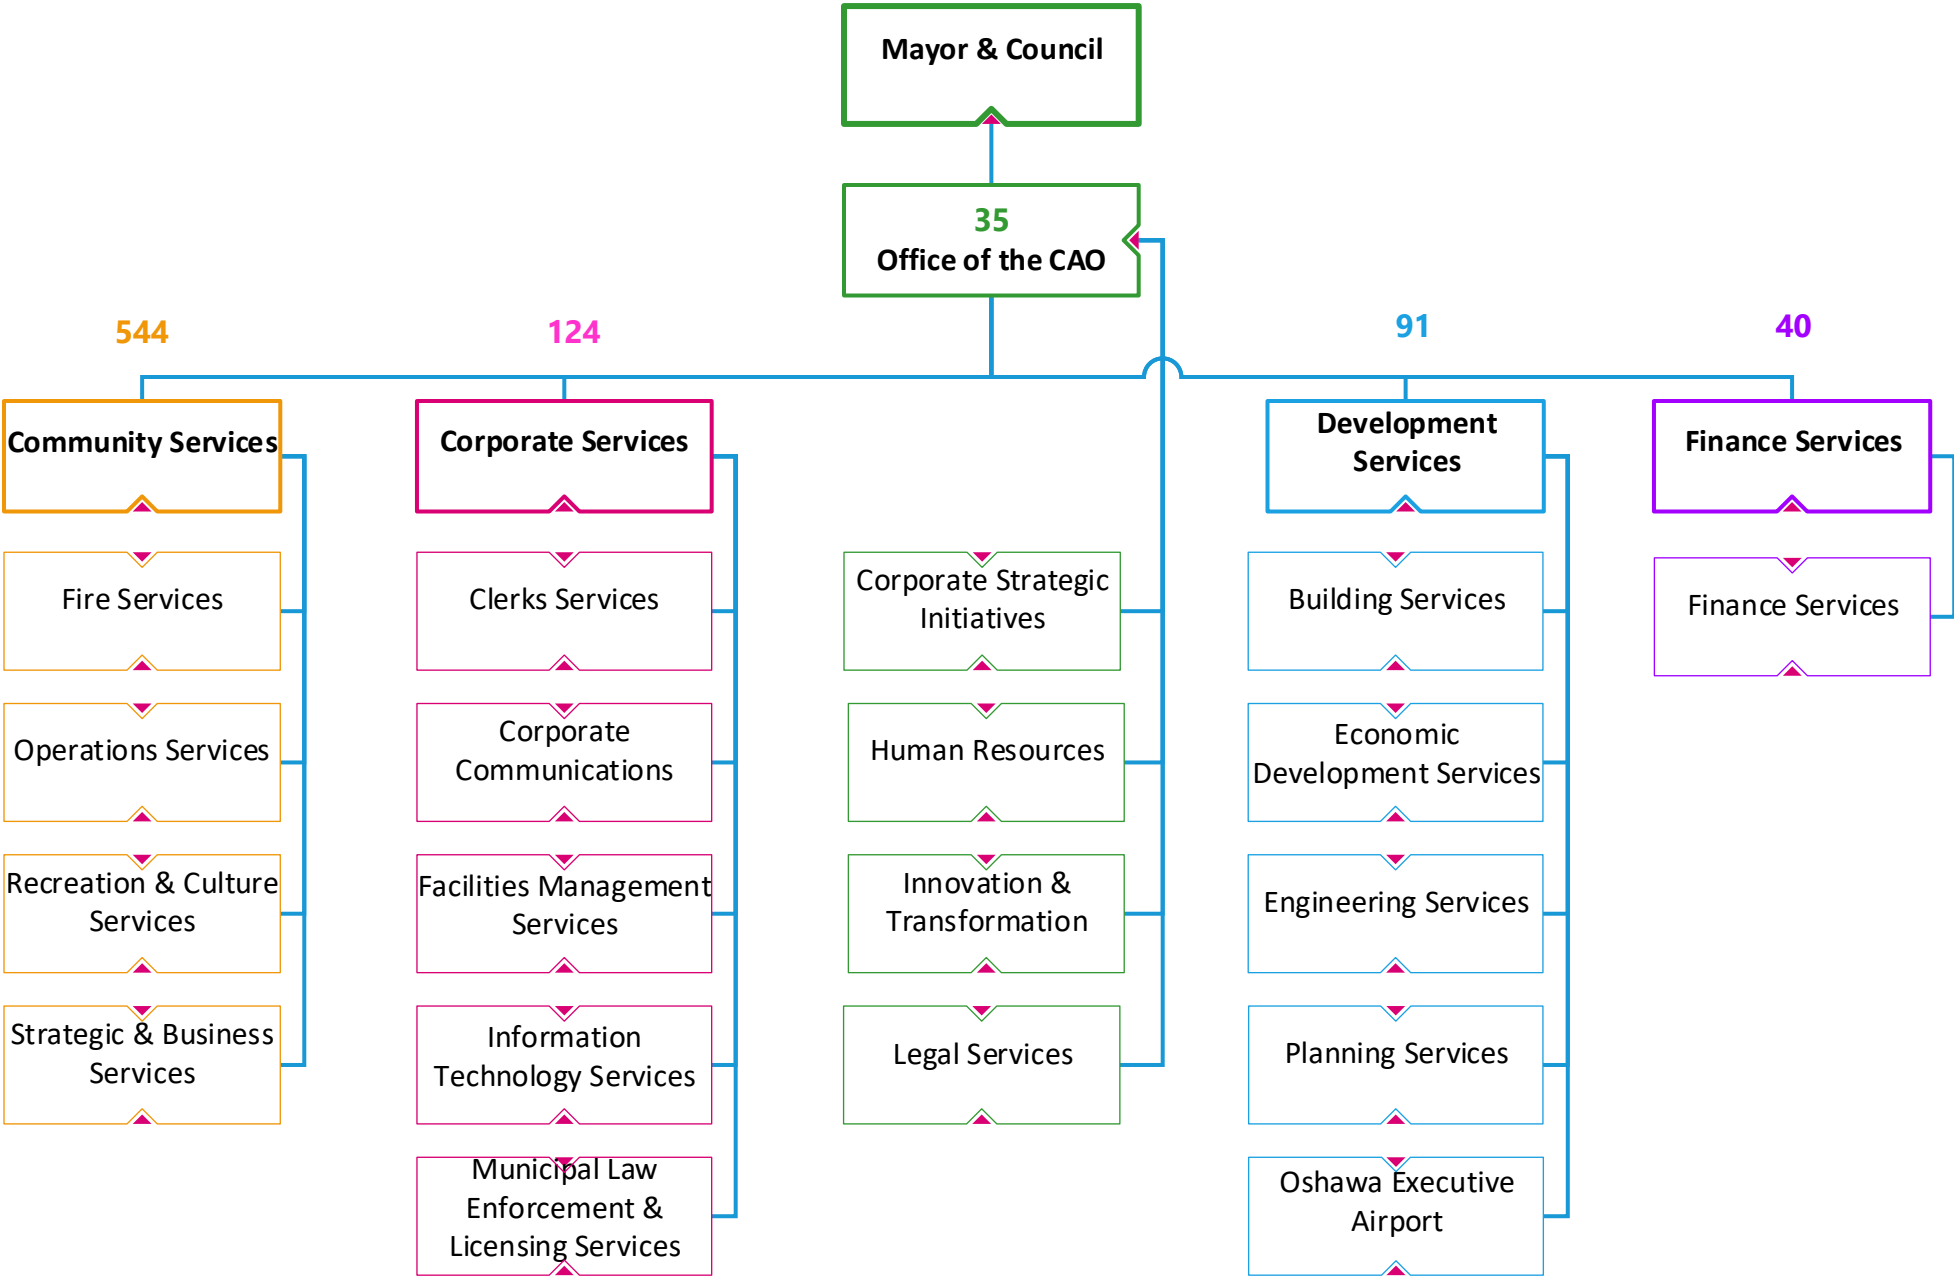 Mayor & Council
35
Office of the CAO
544
124
91
40
Community Services
Corporate Services
Development
Services
Finance Services
Fire Services
Operations Services
Recreation & Culture
Services
Strategic & Business
Services
Clerks Services
Corporate
Communications
Facilities Management
Services
Information
Technology Services
Municipal Law
Enforcement &
Licensing Services
Corporate Strategic
Initiatives
Human Resources
Innovation &
Transformation
Legal Services
Building Services
Economic
Development Services
Engineering Services
Planning Services
Oshawa Executive
Airport
Finance Services